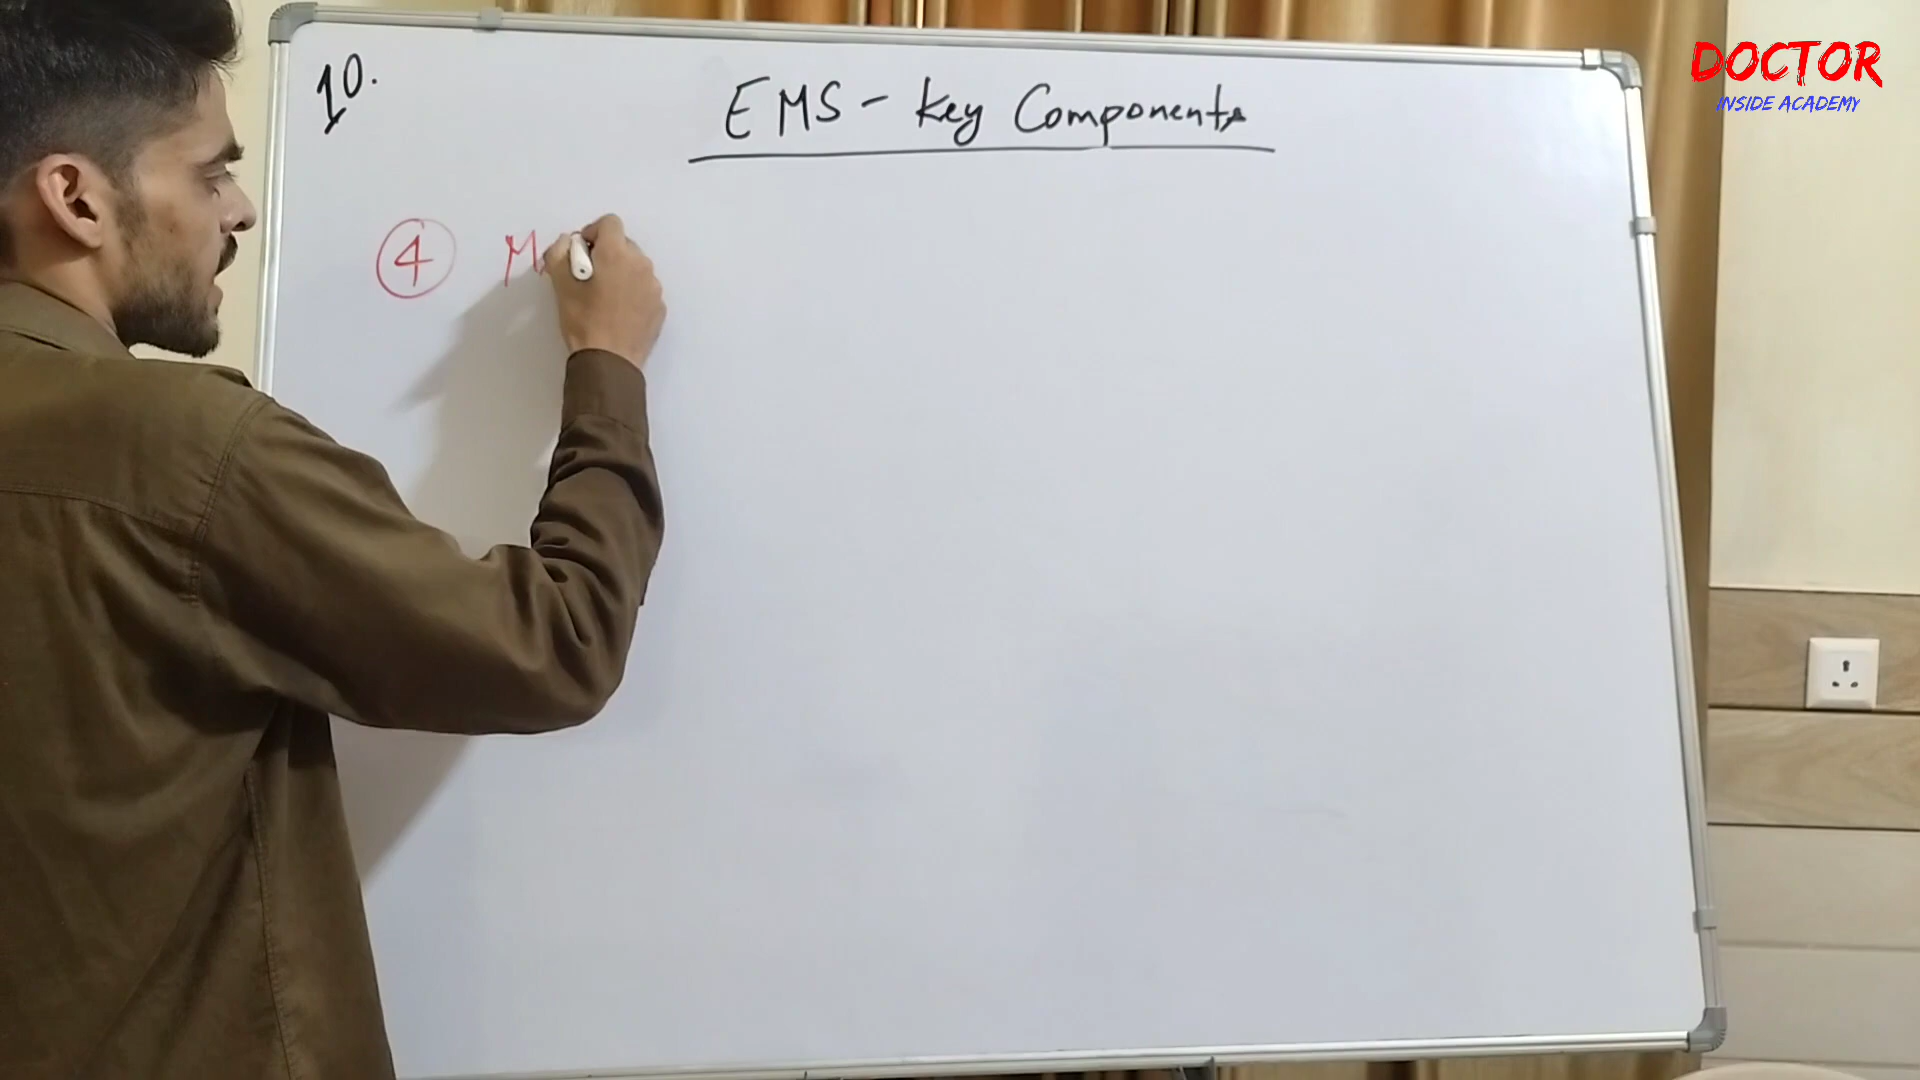 10.
EMS - Key Components
④ M
DOCTOR
INSIDE ACADEMY